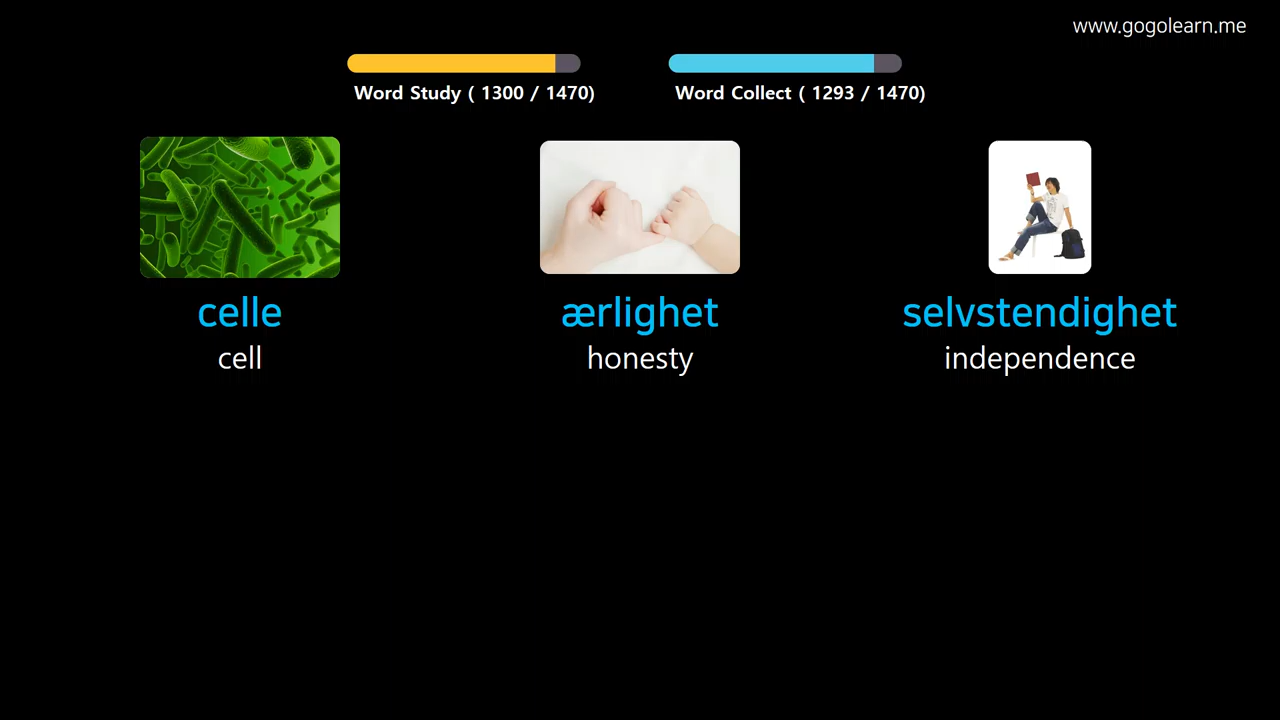 www.gogolearn.me
Word Study ( 1300 / 1470)
Word Collect ( 1293 / 1470)
celle
cell
ærlighet
honesty
selvstendighet
independence